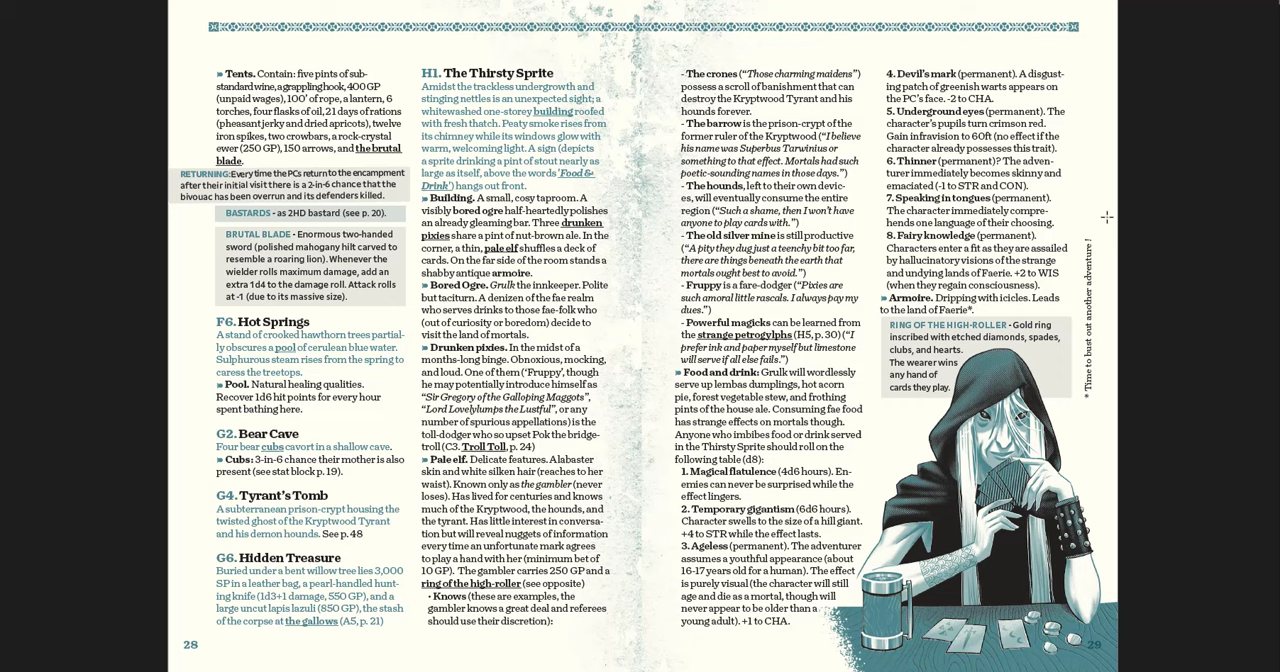 » Tents. Contain: five pints of sub-
standard wine, a grappling hook, 400 GP
(unpaid wages), 100' of rope, a lantern, 6
torches, four flasks of oil, 21 days of rations
(pheasant jerky and dried apricots), twelve
iron spikes, two crowbars, a rock-crystal
ewer (250 GP), 150 arrows, and the brutal
blade.
RETURNING: Every time the PCs return to the encampment
after their initial visit there is a 2-in-6 chance that the
bivouac has been overrun and its defenders killed.
BASTARDS - as 2HD bastard (see p. 20).
BRUTAL BLADE - Enormous two-handed
sword (polished mahogany hilt carved to
resemble a roaring lion). Whenever the
wielder rolls maximum damage, add an
extra 1d4 to the damage roll. Attack rolls
at -1 (due to its massive size).
F6. Hot Springs
A stand of crooked hawthorn trees partial-
ly obscures a pool of cerulean blue water.
Sulphurous steam rises from the spring to
caress the treetops.
» Pool. Natural healing qualities.
Recover 1d6 hit points for every hour
spent bathing here.
G2. Bear Cave
Four bear cubs cavort in a shallow cave.
» Cubs: 3-in-6 chance their mother is also
present (see stat block p. 19).
G4. Tyrant's Tomb
A subterranean prison-crypt housing the
twisted ghost of the Kryptwood Tyrant
and his demon hounds. See p. 48
G6. Hidden Treasure
Buried under a bent willow tree lies 3,000
SP in a leather bag, a pearl-handled hunt-
ing knife (1d3+1 damage, 550 GP), and a
large uncut lapis lazuli (850 GP), the stash
of the corpse at the gallows (A5, p. 21)
28
H1. The Thirsty Sprite
Amidst the trackless undergrowth and
stinging nettles is an unexpected sight; a
whitewashed one-storey building roofed
with fresh thatch. Peaty smoke rises from
its chimney while its windows glow with
warm, welcoming light. A sign (depicts
a sprite drinking a pint of stout nearly as
large as itself, above the words 'Food &
Drink') hangs out front.
» Building. A small, cosy taproom. A
visibly bored ogre half-heartedly polishes
an already gleaming bar. Three drunken
pixies share a pint of nut-brown ale. In the
corner, a thin, pale elf shuffles a deck of
cards. On the far side of the room stands a
shabby antique armoire.
» Bored Ogre. Grulk the innkeeper. Polite
but taciturn. A denizen of the fae realm
who serves drinks to those fae-folk who
(out of curiosity or boredom) decide to
visit the land of mortals.
» Drunken pixies. In the midst of a
months-long binge. Obnoxious, mocking,
and loud. One of them ('Fruppy', though
he may potentially introduce himself as
"Sir Gregory of the Galloping Maggots",
"Lord Lovelylumps the Lustful", or any
number of spurious appellations) is the
toll-dodger who so upset Pok the bridge-
troll (C3. Troll Toll, p. 24)
» Pale elf. Delicate features. Alabaster
skin and white silken hair (reaches to her
waist). Known only as the gambler (never
loses). Has lived for centuries and knows
much of the Kryptwood, the hounds, and
the tyrant. Has little interest in conversa-
tion but will reveal nuggets of information
every time an unfortunate mark agrees
to play a hand with her (minimum bet of
10 GP). The gambler carries 250 GP and a
ring of the high-roller (see opposite)
· Knows (these are examples, the
gambler knows a great deal and referees
should use their discretion):
- The crones ("Those charming maidens")
possess a scroll of banishment that can
destroy the Kryptwood Tyrant and his
hounds forever.
- The barrow is the prison-crypt of the
former ruler of the Kryptwood ("I believe
his name was Superbus Tarwinius or
something to that effect. Mortals had such
poetic-sounding names in those days.")
- The hounds, left to their own devic-
es, will eventually consume the entire
region ("Such a shame, then I won't have
anyone to play cards with.")
- The old silver mine is still productive
("A pity they dug just a teenchy bit too far,
there are things beneath the earth that
mortals ought best to avoid.")
- Fruppy is a fare-dodger ("Pixies are
such amoral little rascals. I always pay my
dues.")
- Powerful magicks can be learned from
the strange petroglyphs (H5, p. 30) ("I
prefer ink and paper myself but limestone
will serve if all else fails.")
» Food and drink: Grulk will wordlessly
serve up lembas dumplings, hot acorn
pie, forest vegetable stew, and frothing
pints of the house ale. Consuming fae food
has strange effects on mortals though.
Anyone who imbibes food or drink served
in the Thirsty Sprite should roll on the
following table (d8):
1. Magical flatulence (4d6 hours). En-
emies can never be surprised while the
effect lingers.
2. Temporary gigantism (6d6 hours).
Character swells to the size of a hill giant.
+4 to STR while the effect lasts.
3. Ageless (permanent). The adventurer
assumes a youthful appearance (about
16-17 years old for a human). The effect
is purely visual (the character will still
age and die as a mortal, though will
never appear to be older than a
young adult). +1 to CHA.
4. Devil's mark (permanent). A disgust-
ing patch of greenish warts appears on
the PC's face. -2 to CHA.
5. Underground eyes (permanent). The
character's pupils turn crimson red.
Gain infravision to 60ft (no effect if the
character already possesses this trait).
6. Thinner (permanent)? The adven-
turer immediately becomes skinny and
emaciated (-1 to STR and CON).
7. Speaking in tongues (permanent).
The character immediately compre-
hends one language of their choosing.
8. Fairy knowledge (permanent).
Characters enter a fit as they are assailed
by hallucinatory visions of the strange
and undying lands of Faerie. +2 to WIS
(when they regain consciousness).
» Armoire. Dripping with icicles. Leads
to the land of Faerie*.
RING OF THE HIGH-ROLLER - Gold ring
inscribed with etched diamonds, spades,
clubs, and hearts.
The wearer wins
any hand of
cards they play.
* Time to bust out another adventure!
29